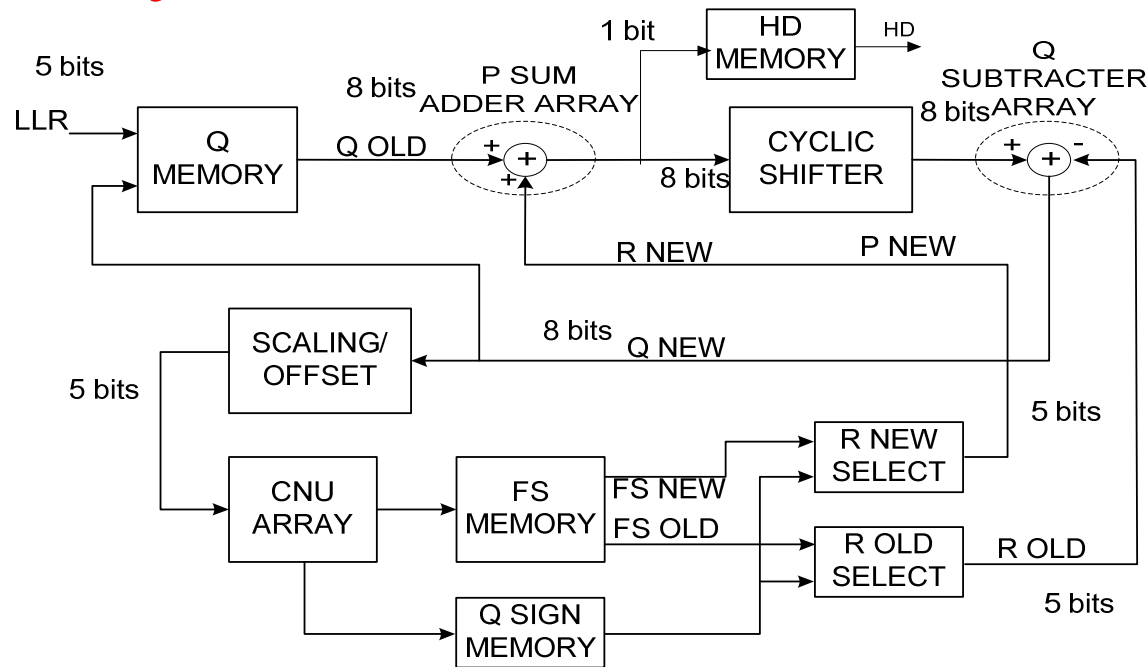 1 bit
HD
MEMORY
HD
5 bits
8 bits
P SUM
ADDER ARRAY
Q
SUBTRACTER
ARRAY
8 bits
LLR
Q
MEMORY
Q OLD
+
+
+
8 bits
CYCLIC
SHIFTER
+
+
-
R NEW
P NEW
SCALING/
OFFSET
8 bits
Q NEW
5 bits
5 bits
R NEW
SELECT
CNU
ARRAY
FS
MEMORY
FS NEW
FS OLD
R OLD
SELECT
R OLD
5 bits
Q SIGN
MEMORY